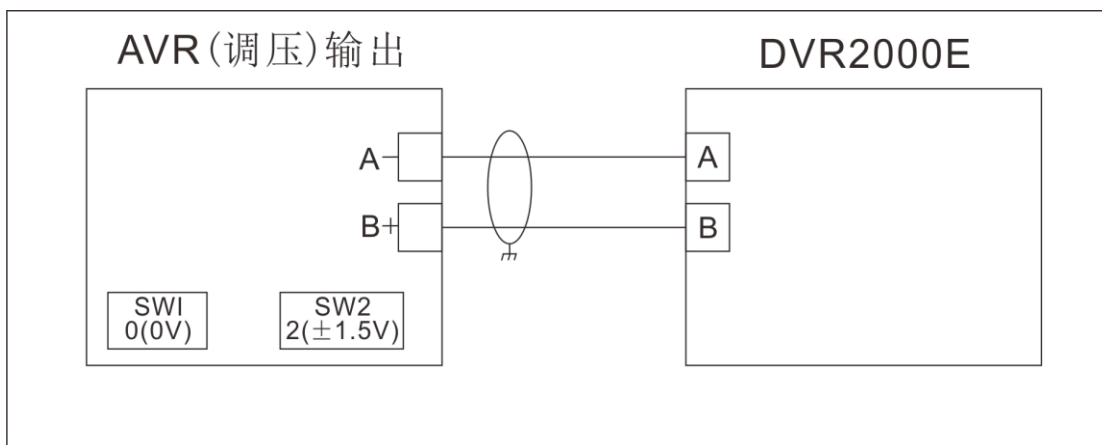 AVR(调压)输出
DVR2000E
A−
A
B+
B
SWI
0(0V)
SW2
2(±1.5V)